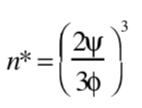 n* = (2ψ / 3ϕ)³